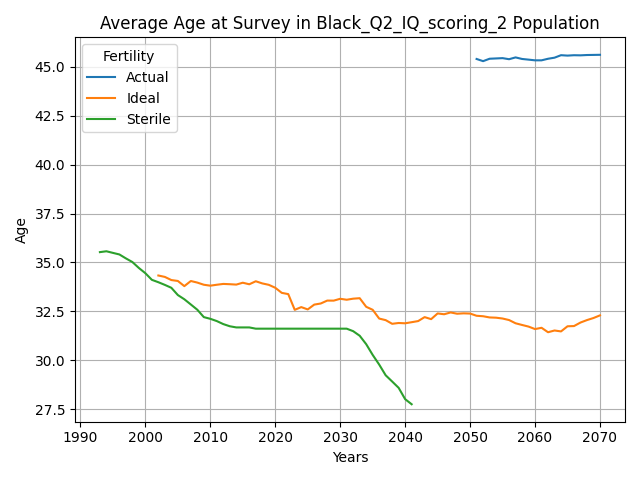 Average Age at Survey in Black_Q2_IQ_scoring_2 Population
Fertility
Actual
Ideal
Sterile
Age
45.0
42.5
40.0
37.5
35.0
32.5
30.0
27.5
1990 2000 2010 2020 2030 2040 2050 2060 2070
Years